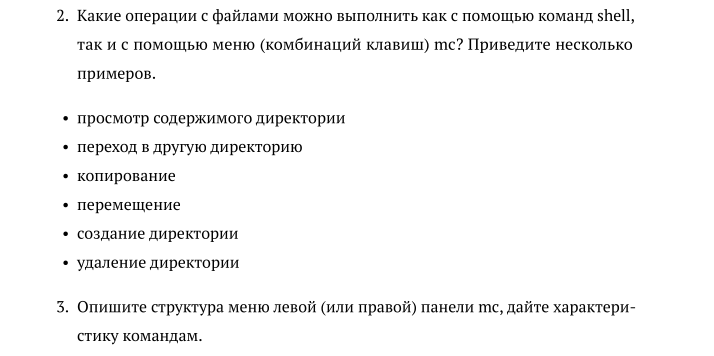 2. Какие операции с файлами можно выполнить как с помощью команд shell,
так и с помощью меню (комбинаций клавиш) mc? Приведите несколько
примеров.
• просмотр содержимого директории
• переход в другую директорию
• копирование
• перемещение
• создание директории
• удаление директории
3. Опишите структура меню левой (или правой) панели mc, дайте характери-
стику командам.